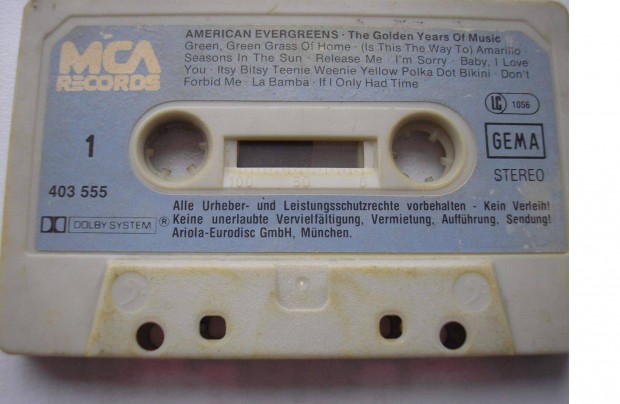 AMERICAN EVERGREENS · The Golden Years Of Music
Green, Green Grass Of Home · (Is This The Way To) Amarillo
Seasons In The Sun · Release Me · I'm Sorry · Baby, I Love
You · Itsy Bitsy Teenie Weenie Yellow Polka Dot Bikini · Don't
Forbid Me · La Bamba · If I Only Had Time
MCA
RECORDS
LC 1056
1
GEMA
403 555
STEREO
100 50 0
Alle Urheber- und Leistungsschutzrechte vorbehalten - Kein Verleih!
DOLBY SYSTEM ® Keine unerlaubte Vervielfältigung, Vermietung, Aufführung, Sendung!
Ariola-Eurodisc GmbH, München.